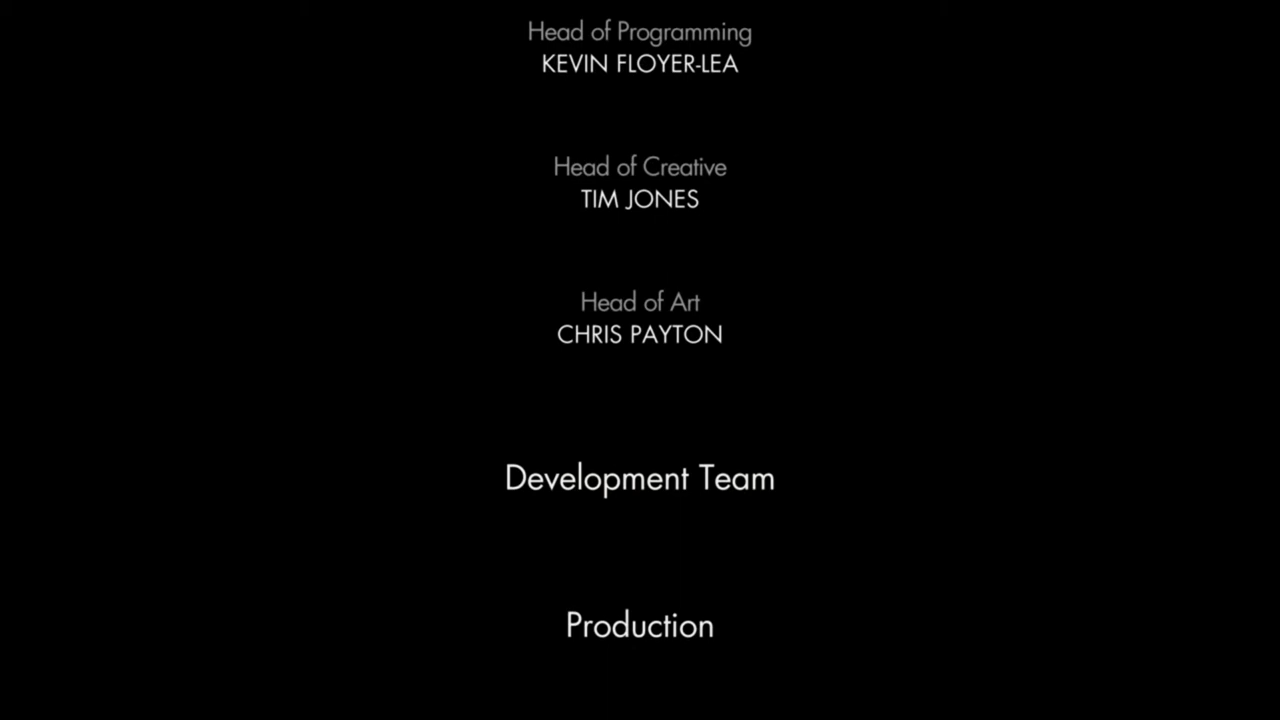 Head of Programming
KEVIN FLOYER-LEA
Head of Creative
TIM JONES
Head of Art
CHRIS PAYTON
Development Team
Production